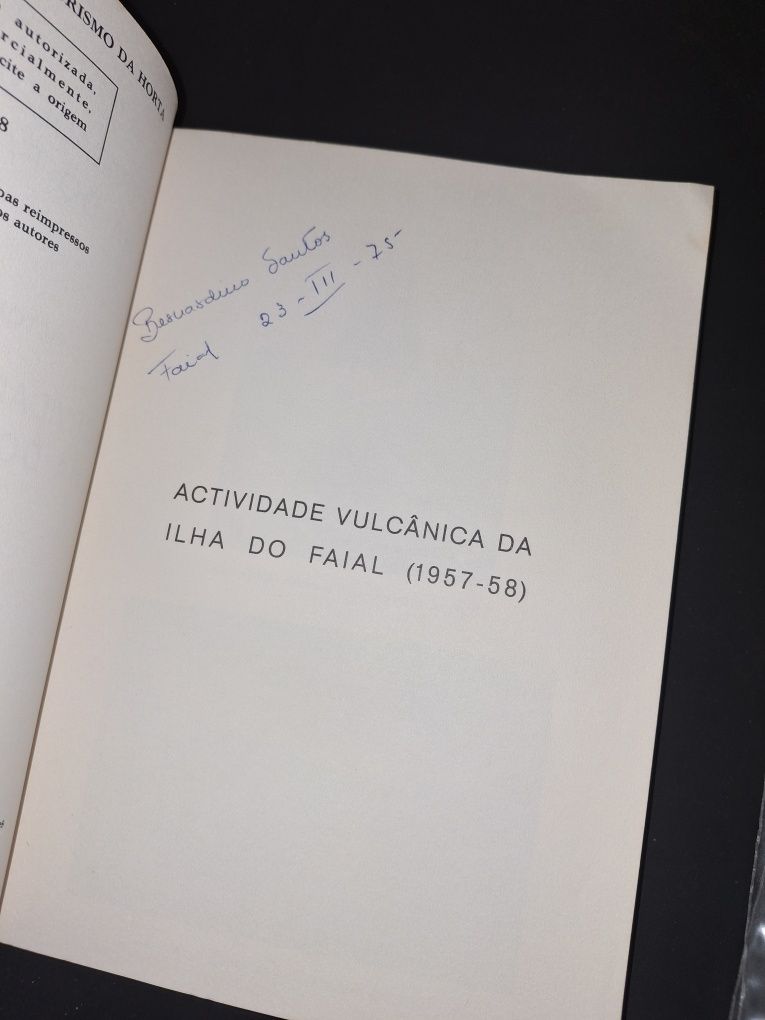 RISMO DA HORTA
autorizada,
rcialmente,
cite a origem
8
das reimpressos
os autores
Bernardino Santos
Faial 23-III-75-
ACTIVIDADE VULCÂNICA DA
ILHA DO FAIAL (1957-58)